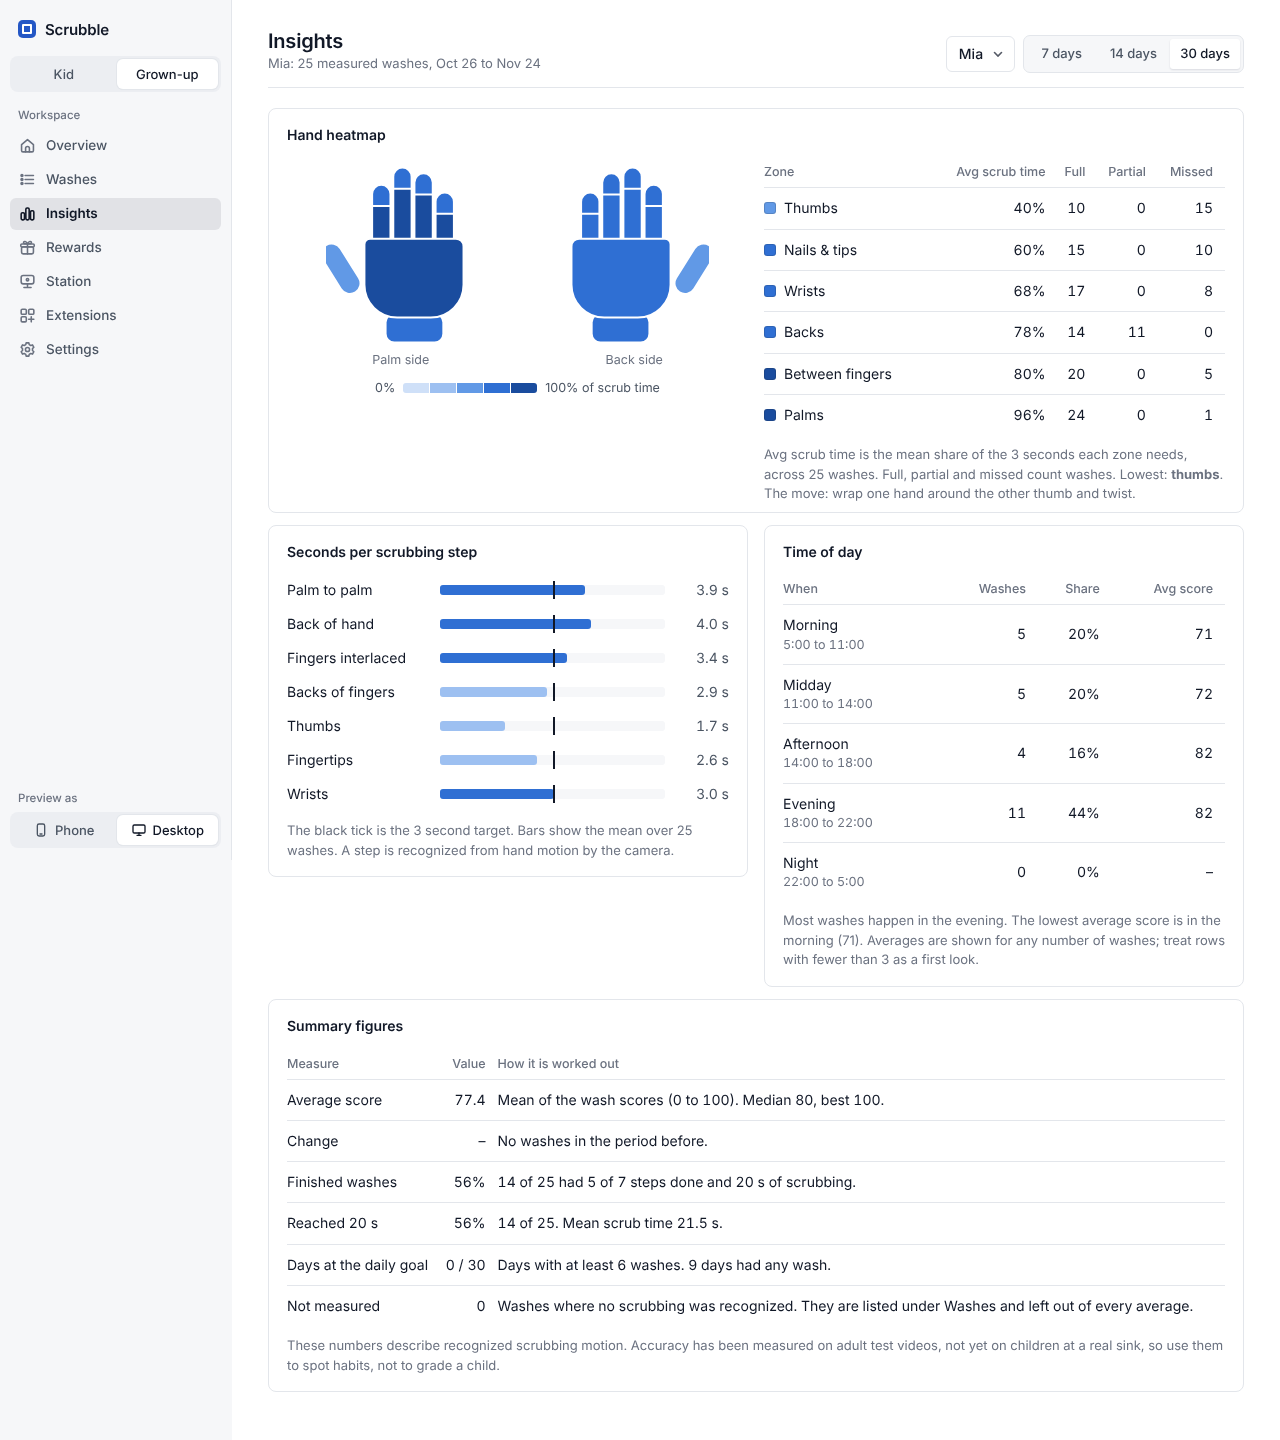 Scrubble
Kid
Grown-up
Workspace
Overview
Washes
Insights
Rewards
Station
Extensions
Settings
Preview as
Phone
Desktop
Insights
Mia: 25 measured washes, Oct 26 to Nov 24
Mia
7 days
14 days
30 days
Hand heatmap
Palm side
Back side
0%
100% of scrub time
Zone Avg scrub time Full Partial Missed
Thumbs 40% 10 0 15
Nails & tips 60% 15 0 10
Wrists 68% 17 0 8
Backs 78% 14 11 0
Between fingers 80% 20 0 5
Palms 96% 24 0 1
Avg scrub time is the mean share of the 3 seconds each zone needs,
across 25 washes. Full, partial and missed count washes. Lowest: thumbs.
The move: wrap one hand around the other thumb and twist.
Seconds per scrubbing step
Palm to palm 3.9 s
Back of hand 4.0 s
Fingers interlaced 3.4 s
Backs of fingers 2.9 s
Thumbs 1.7 s
Fingertips 2.6 s
Wrists 3.0 s
The black tick is the 3 second target. Bars show the mean over 25
washes. A step is recognized from hand motion by the camera.
Time of day
When Washes Share Avg score
Morning 5 20% 71
5:00 to 11:00
Midday 5 20% 72
11:00 to 14:00
Afternoon 4 16% 82
14:00 to 18:00
Evening 11 44% 82
18:00 to 22:00
Night 0 0% –
22:00 to 5:00
Most washes happen in the evening. The lowest average score is in the
morning (71). Averages are shown for any number of washes; treat rows
with fewer than 3 as a first look.
Summary figures
Measure Value How it is worked out
Average score 77.4 Mean of the wash scores (0 to 100). Median 80, best 100.
Change – No washes in the period before.
Finished washes 56% 14 of 25 had 5 of 7 steps done and 20 s of scrubbing.
Reached 20 s 56% 14 of 25. Mean scrub time 21.5 s.
Days at the daily goal 0 / 30 Days with at least 6 washes. 9 days had any wash.
Not measured 0 Washes where no scrubbing was recognized. They are listed under Washes and left out of every average.
These numbers describe recognized scrubbing motion. Accuracy has been measured on adult test videos, not yet on children at a real sink, so use them
to spot habits, not to grade a child.